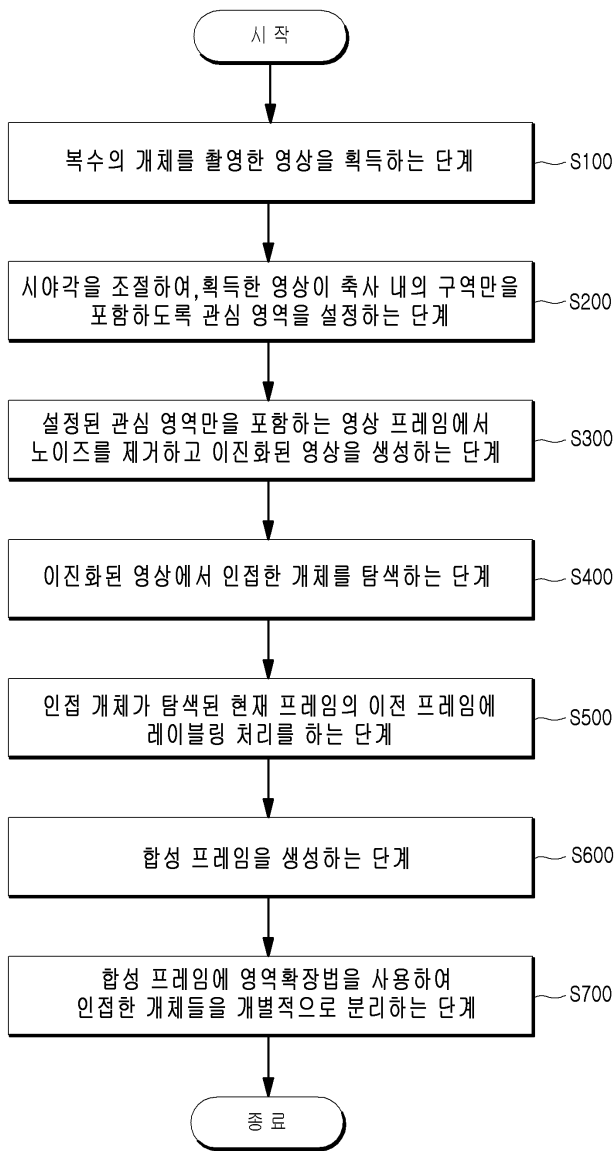 시작
복수의 개체를 촬영한 영상을 획득하는 단계
S100
시야각을 조절하여,획득한 영상이 축사 내의 구역만을
포함하도록 관심 영역을 설정하는 단계
S200
설정된 관심 영역만을 포함하는 영상 프레임에서
노이즈를 제거하고 이진화된 영상을 생성하는 단계
S300
이진화된 영상에서 인접한 개체를 탐색하는 단계
S400
인접 개체가 탐색된 현재 프레임의 이전 프레임에
레이블링 처리를 하는 단계
S500
합성 프레임을 생성하는 단계
S600
합성 프레임에 영역확장법을 사용하여
인접한 개체들을 개별적으로 분리하는 단계
S700
종료